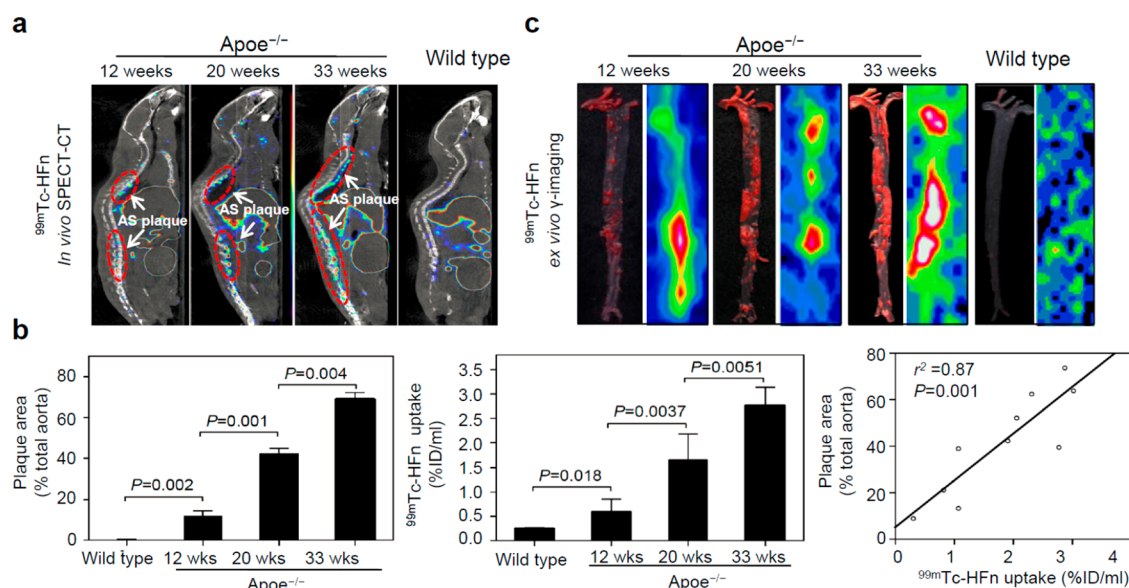 a
Apoe⁻/⁻
Wild type
12 weeks 20 weeks 33 weeks
⁹⁹ᵐTc-HFn
In vivo SPECT-CT
AS plaque
AS plaque
AS plaque
c
Apoe⁻/⁻
Wild type
12 weeks 20 weeks 33 weeks
⁹⁹ᵐTc-HFn
ex vivo γ-imaging
b
Plaque area
(% total aorta)
80
60
40
20
0
P=0.002
P=0.001
P=0.004
Wild type 12 wks 20 wks 33 wks
Apoe⁻/⁻
⁹⁹ᵐTc-HFn uptake
(%ID/ml)
3.5
3.0
2.5
2.0
1.5
1.0
0.5
0.0
P=0.018
P=0.0037
P=0.0051
Wild type 12 wks 20 wks 33 wks
Apoe⁻/⁻
Plaque area
(% total aorta)
80
60
40
20
0
r² =0.87
P=0.001
0 1 2 3 4
⁹⁹ᵐTc-HFn uptake (%ID/ml)